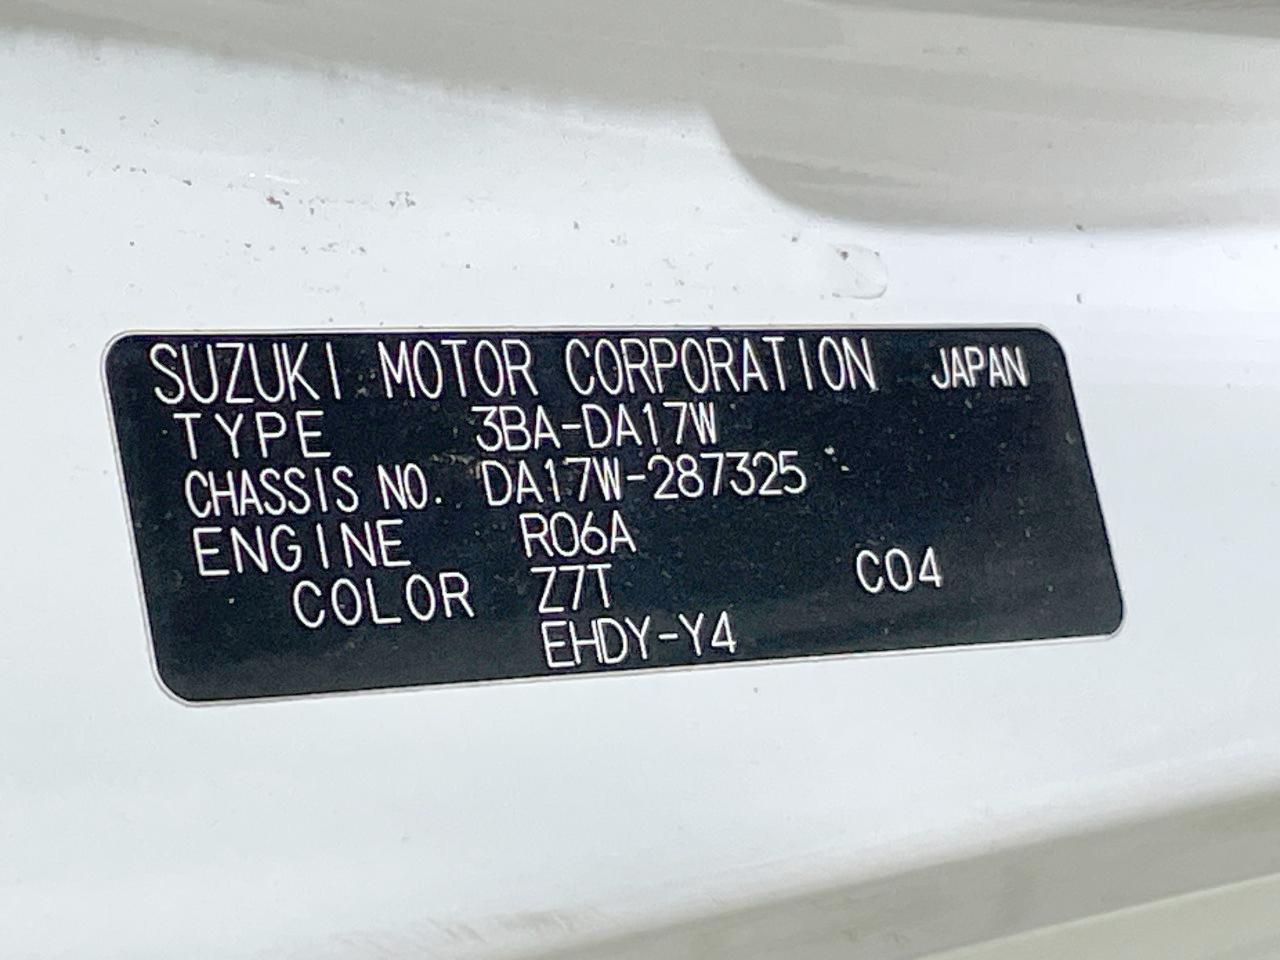 SUZUKI MOTOR CORPORATION JAPAN
TYPE 3BA-DA17W
CHASSIS NO. DA17W-287325
ENGINE R06A
COLOR Z7T C04
EHDY-Y4